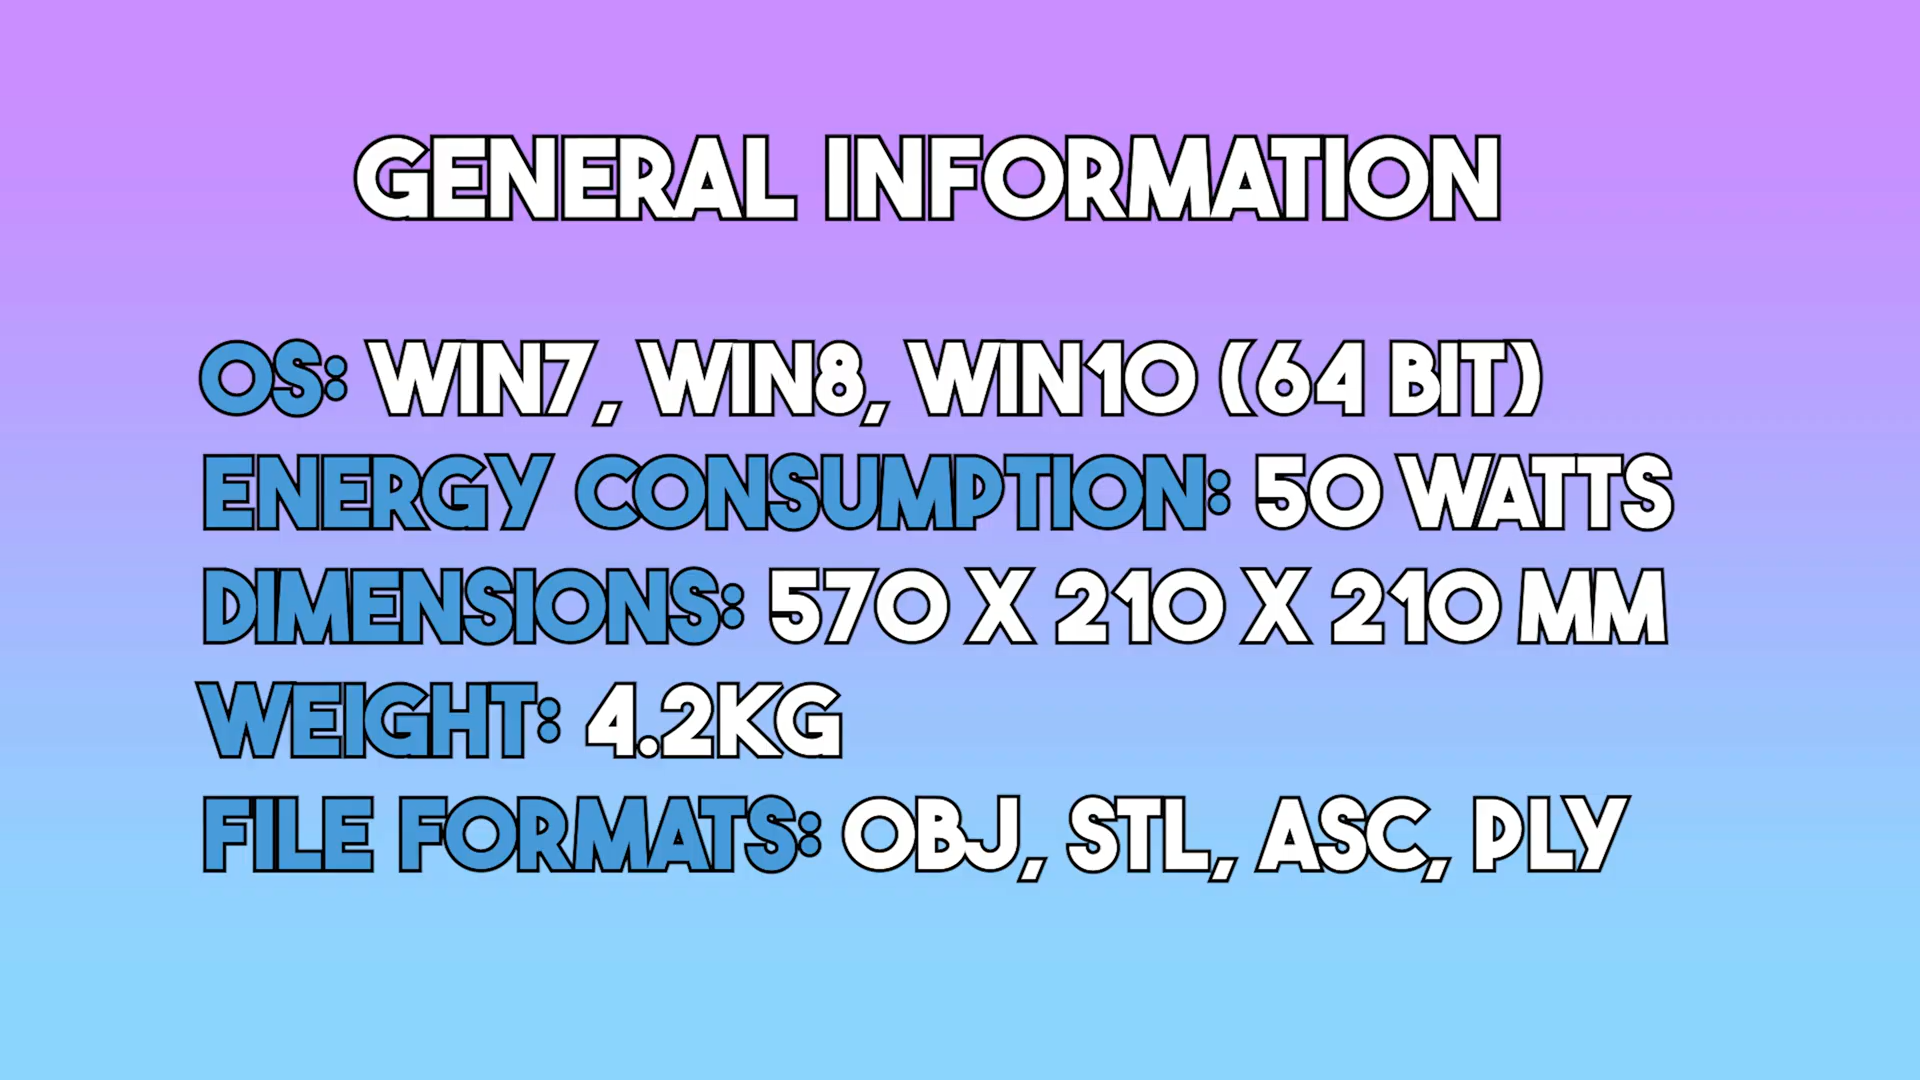 GENERAL INFORMATION
OS: WIN7, WIN8, WIN10 (64 BIT)
ENERGY CONSUMPTION: 50 WATTS
DIMENSIONS: 570 X 210 X 210 MM
WEIGHT: 4.2KG
FILE FORMATS: OBJ, STL, ASC, PLY